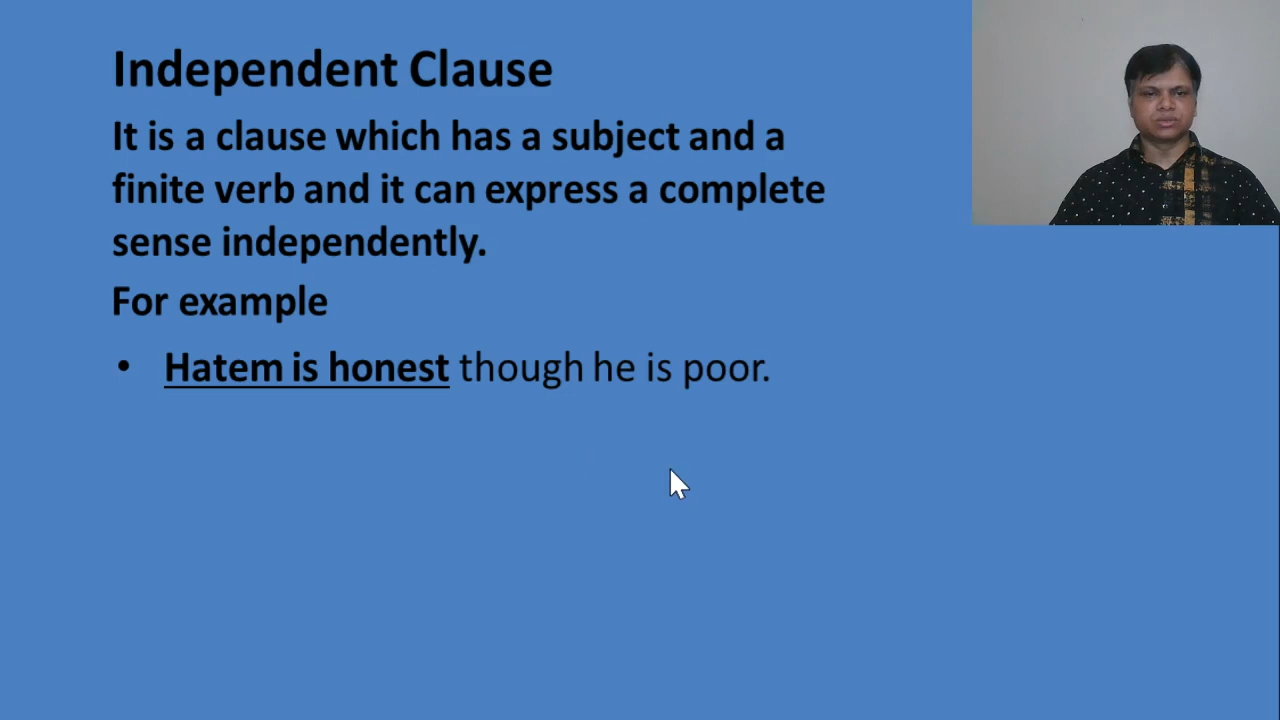 Independent Clause
It is a clause which has a subject and a
finite verb and it can express a complete
sense independently.
For example
• Hatem is honest though he is poor.